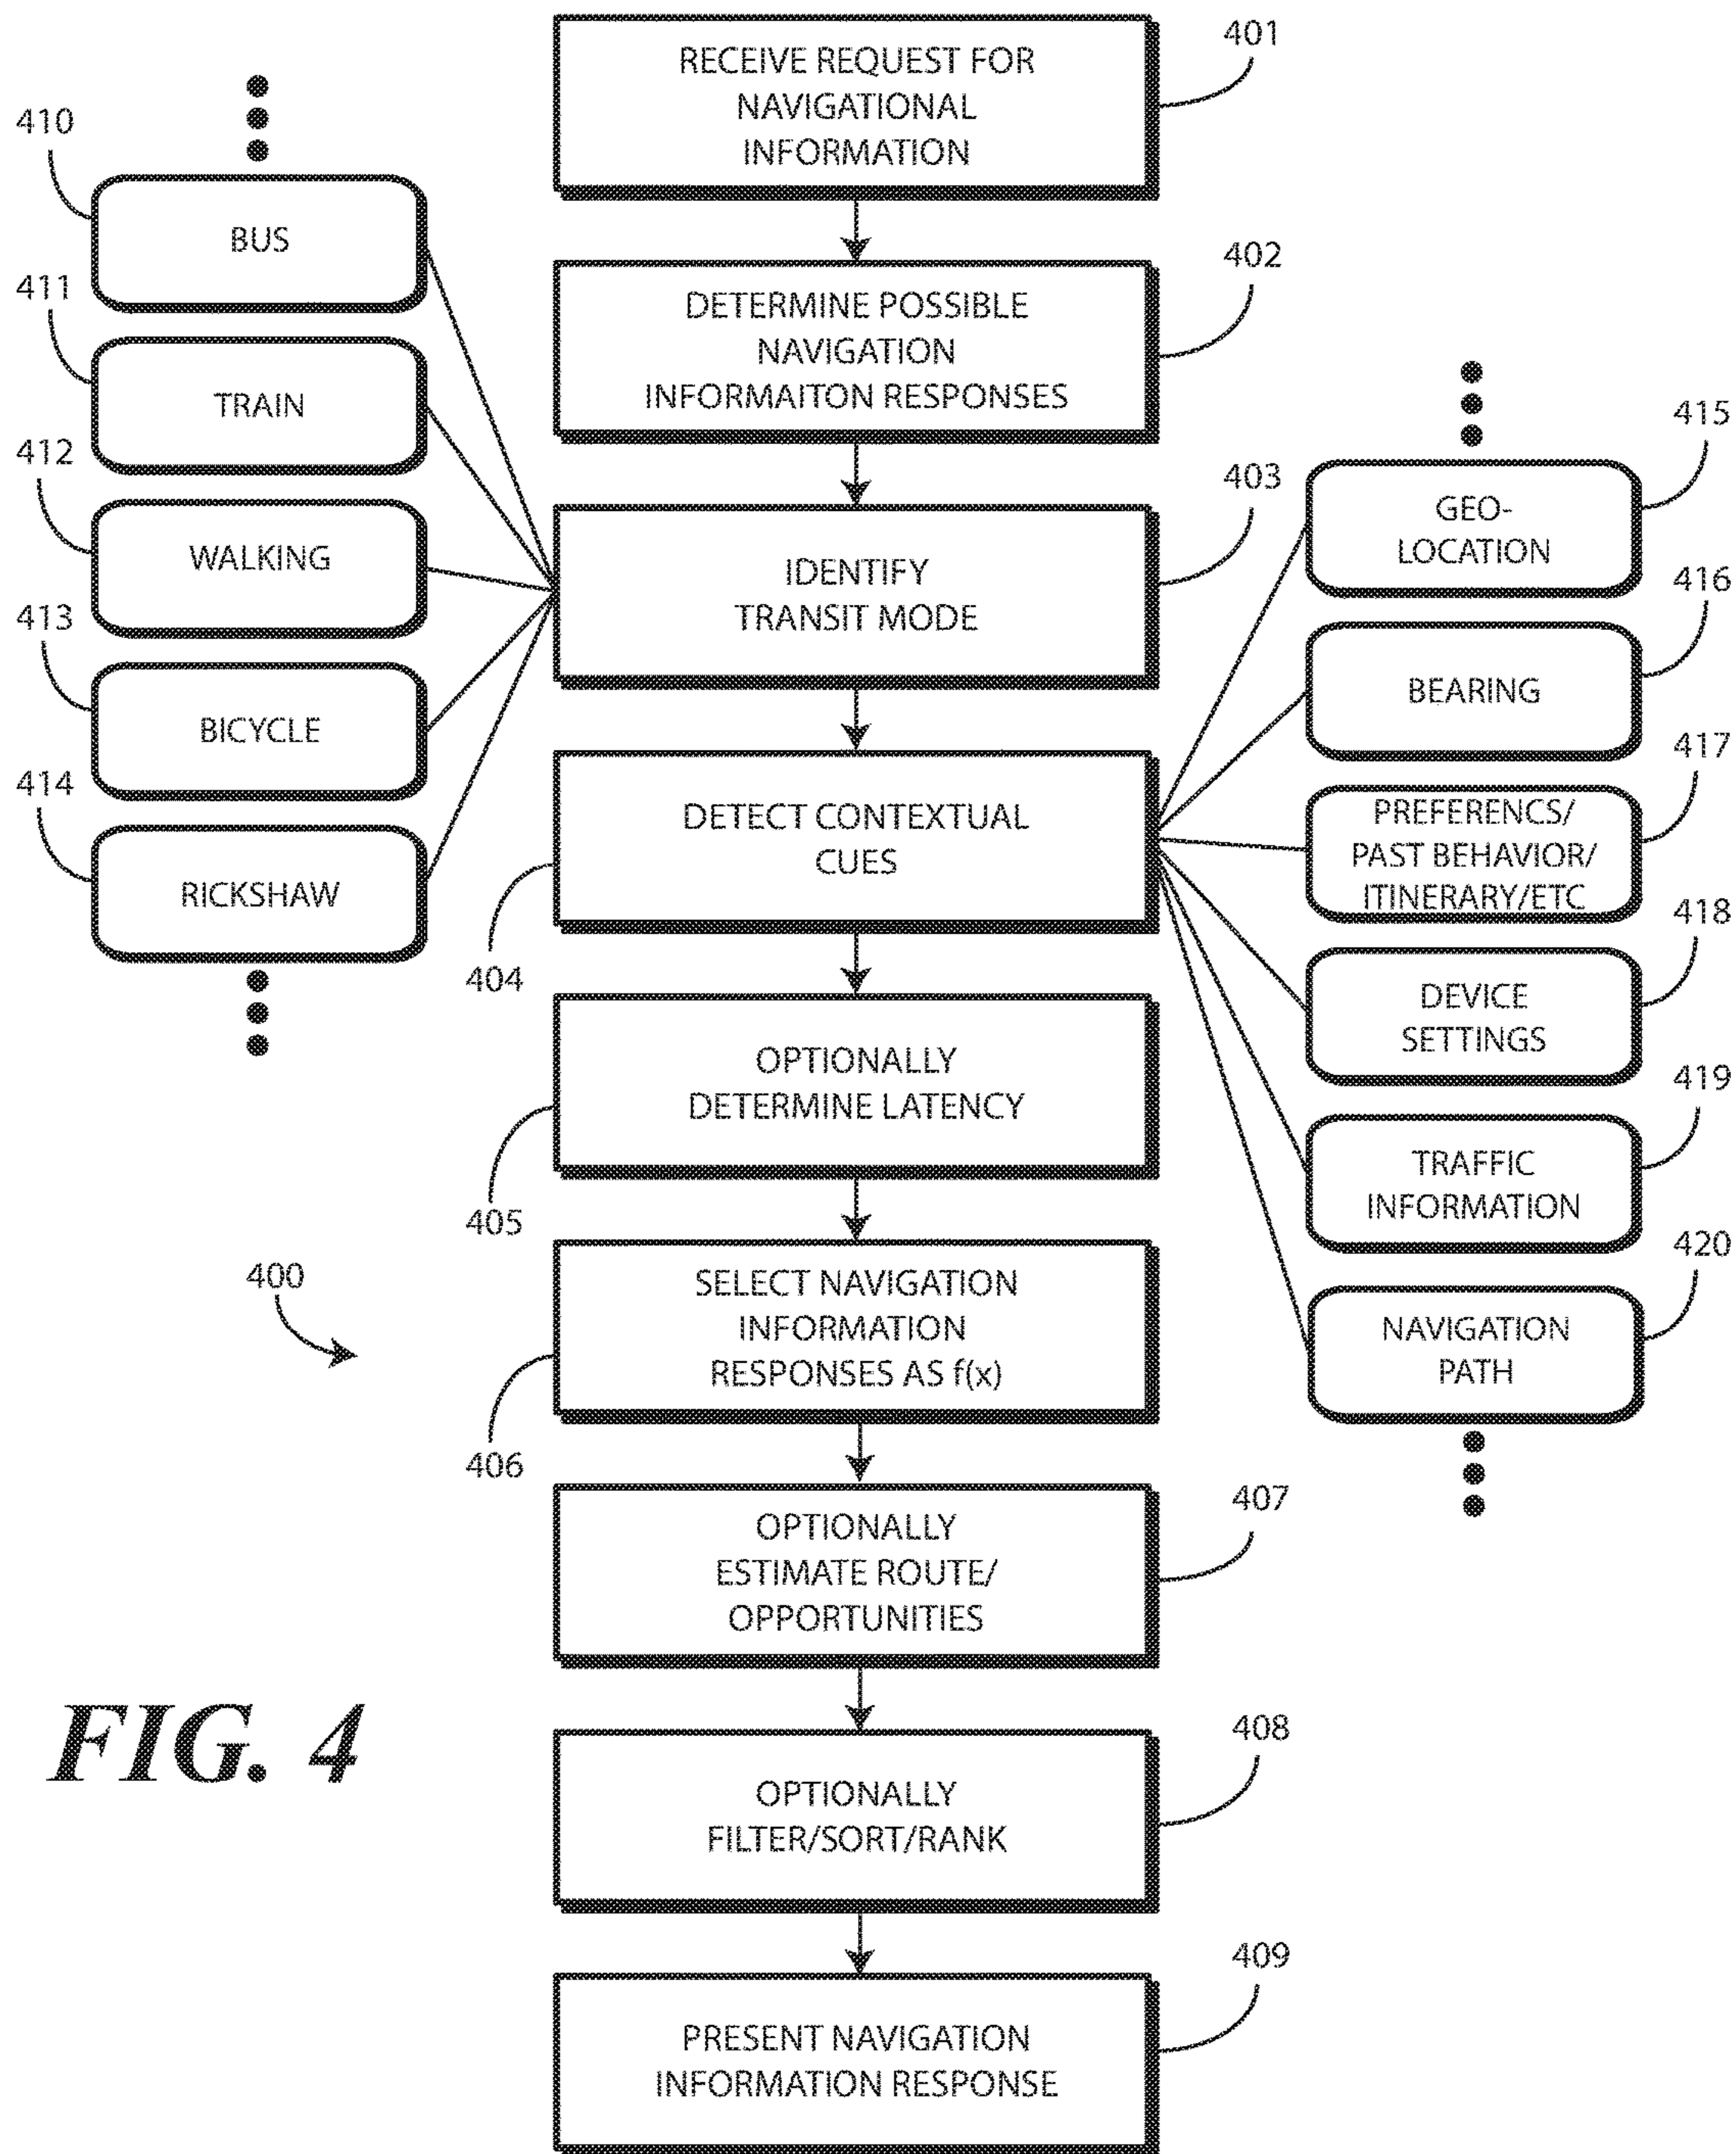 401
RECEIVE REQUEST FOR
NAVIGATIONAL
INFORMATION
402
DETERMINE POSSIBLE
NAVIGATION
INFORMAITON RESPONSES
403
IDENTIFY
TRANSIT MODE
410
BUS
411
TRAIN
412
WALKING
413
BICYCLE
414
RICKSHAW
404
DETECT CONTEXTUAL
CUES
415
GEO-
LOCATION
416
BEARING
417
PREFERENCS/
PAST BEHAVIOR/
ITINERARY/ETC
418
DEVICE
SETTINGS
419
TRAFFIC
INFORMATION
420
NAVIGATION
PATH
405
OPTIONALLY
DETERMINE LATENCY
400
406
SELECT NAVIGATION
INFORMATION
RESPONSES AS f(x)
407
OPTIONALLY
ESTIMATE ROUTE/
OPPORTUNITIES
408
OPTIONALLY
FILTER/SORT/RANK
409
PRESENT NAVIGATION
INFORMATION RESPONSE
FIG. 4